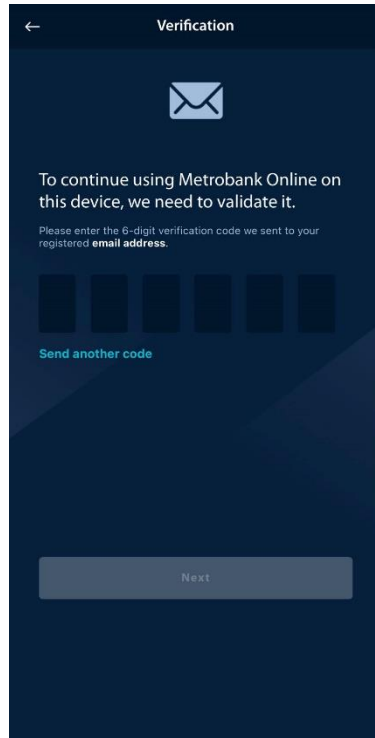 Verification
To continue using Metrobank Online on
this device, we need to validate it.
Please enter the 6-digit verification code we sent to your
registered email address.
Send another code
Next